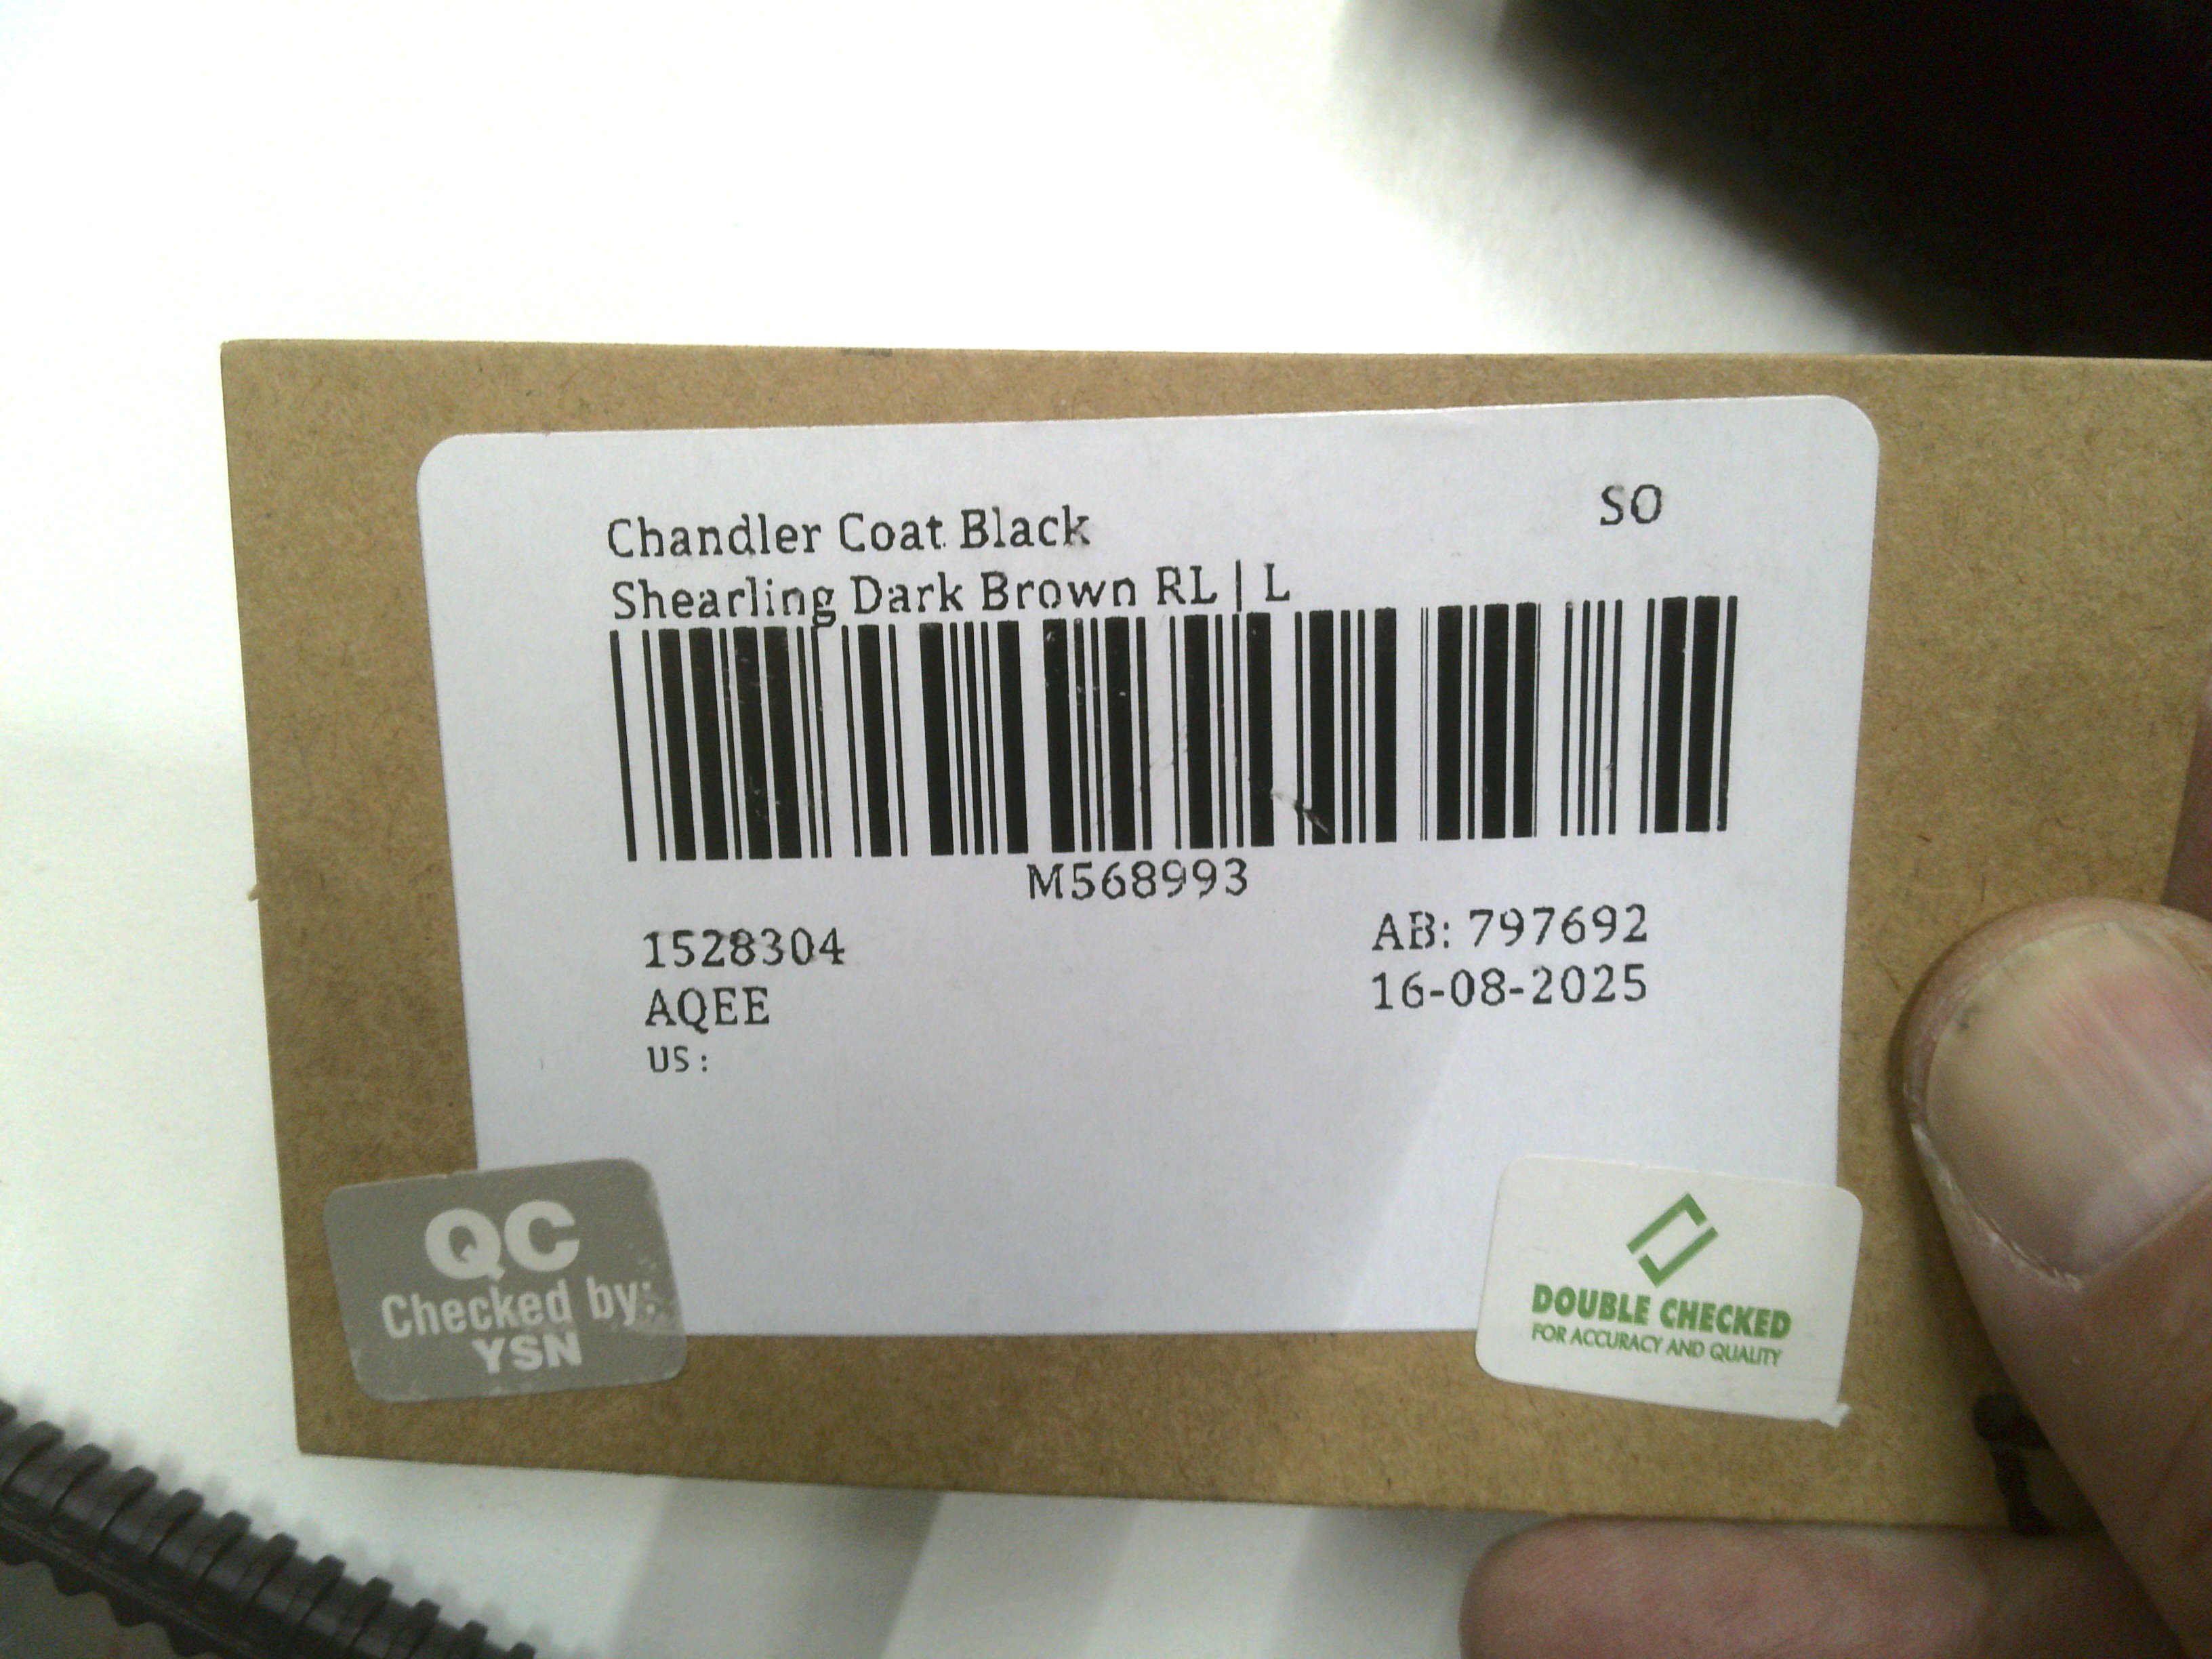 Chandler Coat Black
Shearling Dark Brown RL | L
SO
M568993
1528304
AQEE
US:
AB: 797692
16-08-2025
QC
Checked by:
YSN
DOUBLE CHECKED
FOR ACCURACY AND QUALITY